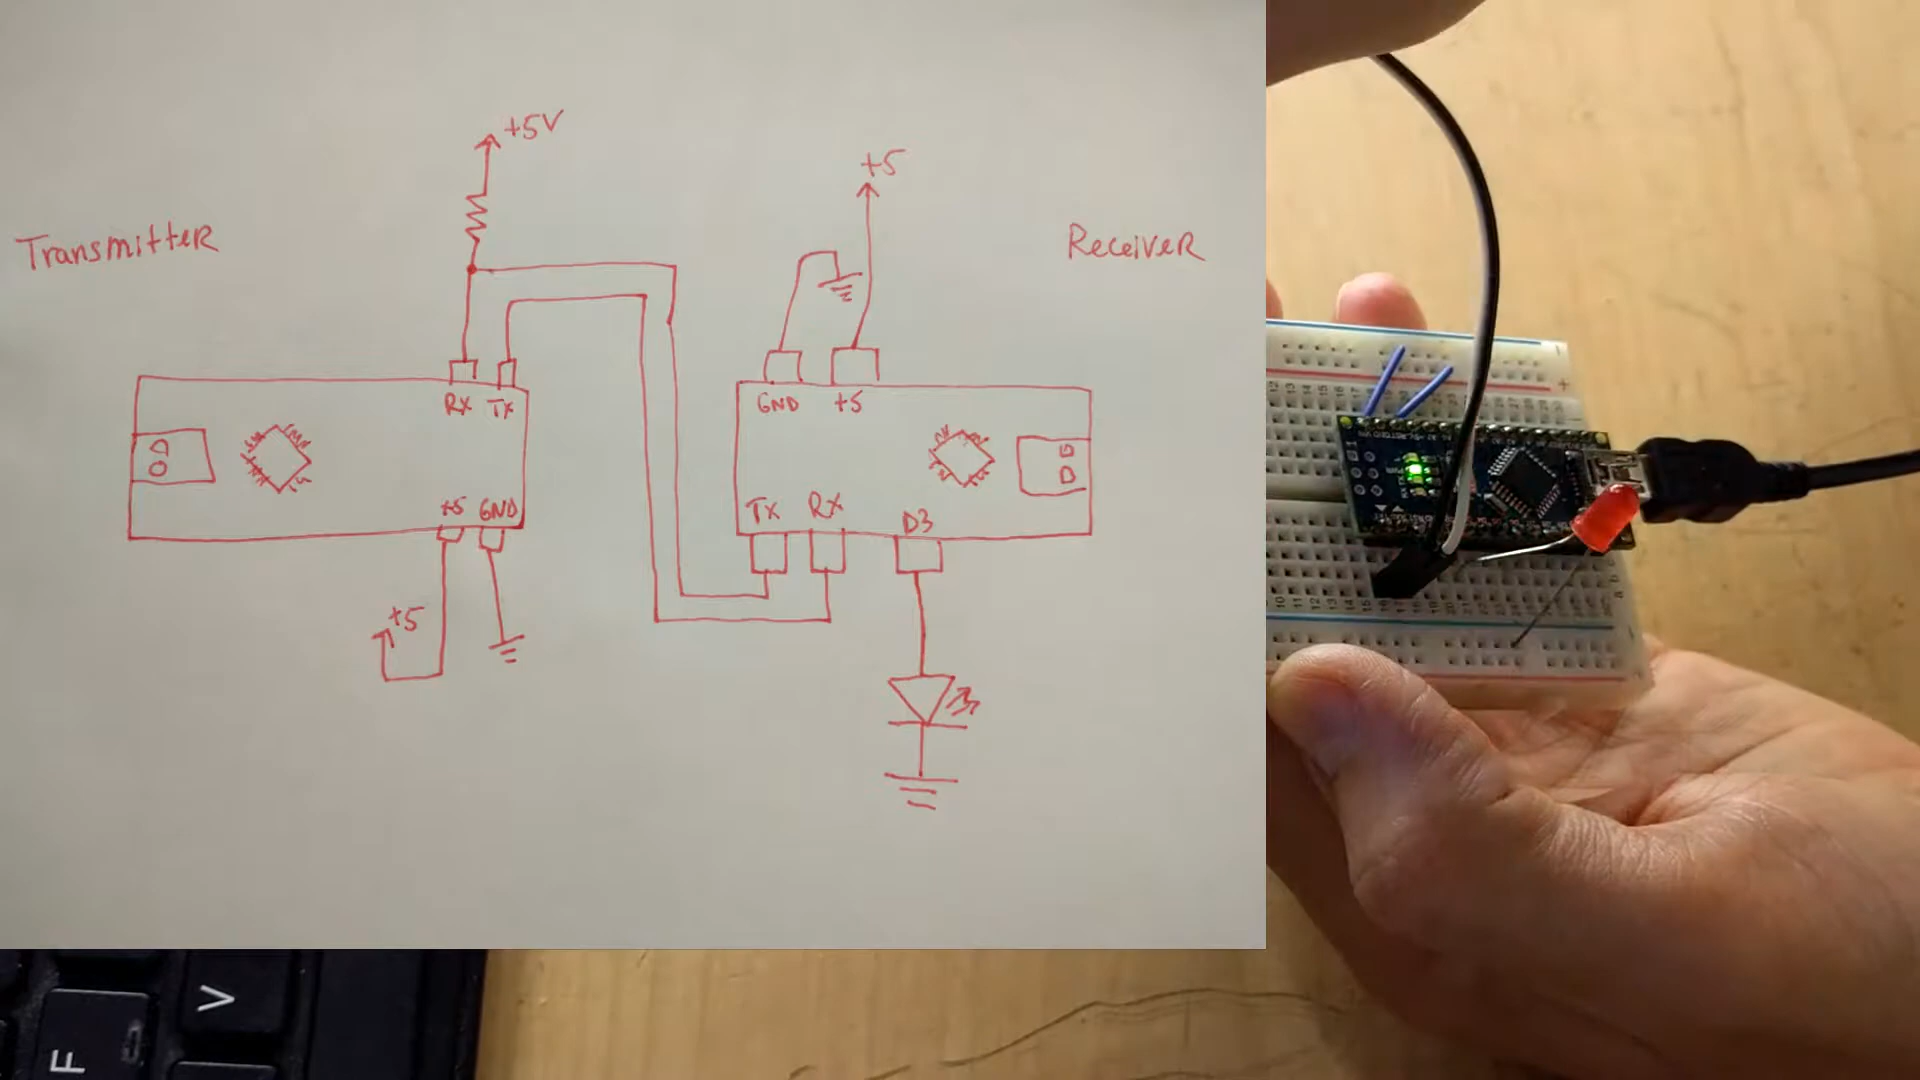 +5V
+5
Transmitter
Receiver
RX TX
GND +5
+5 GND
TX RX D3
+5
V
F